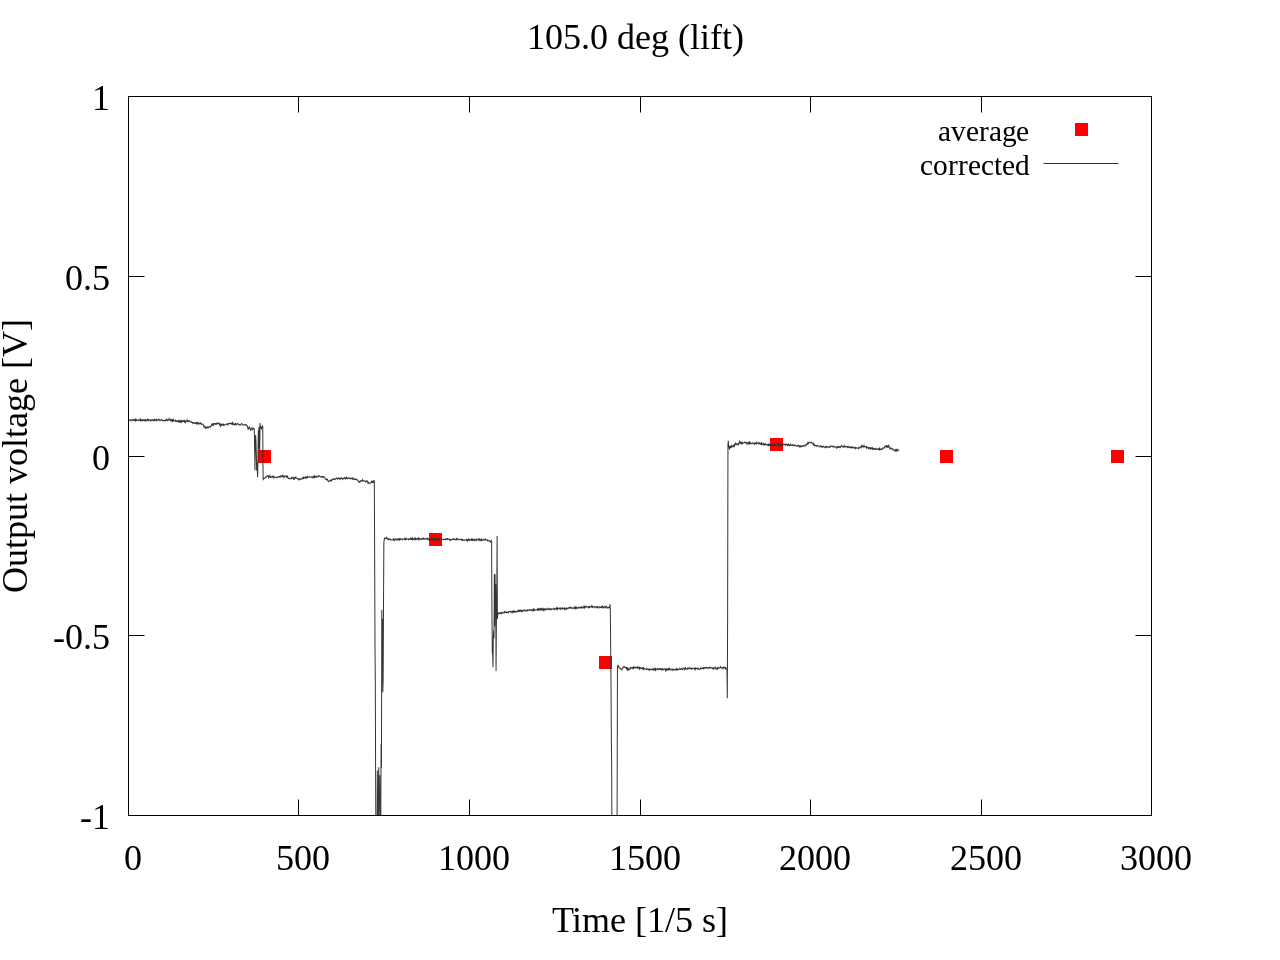 105.0 deg (lift)
1
0.5
0
-0.5
-1
Output voltage [V]
average
corrected
0 500 1000 1500 2000 2500 3000
Time [1/5 s]